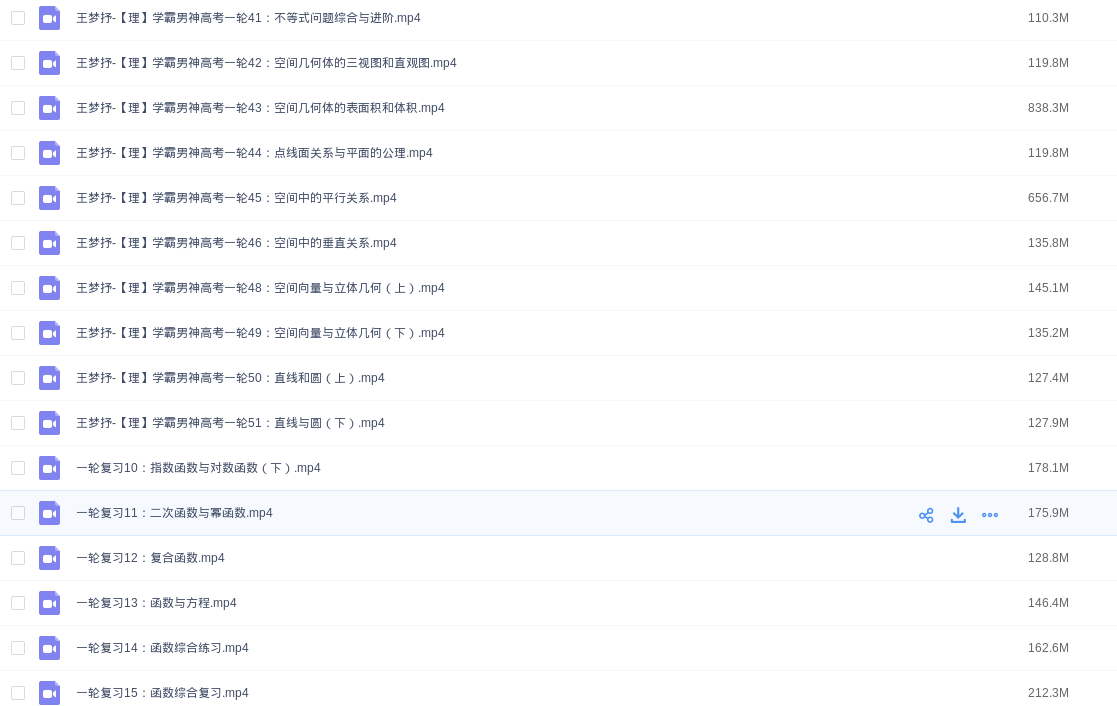 王梦抒-【理】学霸男神高考一轮41：不等式问题综合与进阶.mp4 110.3M
王梦抒-【理】学霸男神高考一轮42：空间几何体的三视图和直观图.mp4 119.8M
王梦抒-【理】学霸男神高考一轮43：空间几何体的表面积和体积.mp4 838.3M
王梦抒-【理】学霸男神高考一轮44：点线面关系与平面的公理.mp4 119.8M
王梦抒-【理】学霸男神高考一轮45：空间中的平行关系.mp4 656.7M
王梦抒-【理】学霸男神高考一轮46：空间中的垂直关系.mp4 135.8M
王梦抒-【理】学霸男神高考一轮48：空间向量与立体几何（上）.mp4 145.1M
王梦抒-【理】学霸男神高考一轮49：空间向量与立体几何（下）.mp4 135.2M
王梦抒-【理】学霸男神高考一轮50：直线和圆（上）.mp4 127.4M
王梦抒-【理】学霸男神高考一轮51：直线与圆（下）.mp4 127.9M
一轮复习10：指数函数与对数函数（下）.mp4 178.1M
一轮复习11：二次函数与幂函数.mp4 175.9M
一轮复习12：复合函数.mp4 128.8M
一轮复习13：函数与方程.mp4 146.4M
一轮复习14：函数综合练习.mp4 162.6M
一轮复习15：函数综合复习.mp4 212.3M